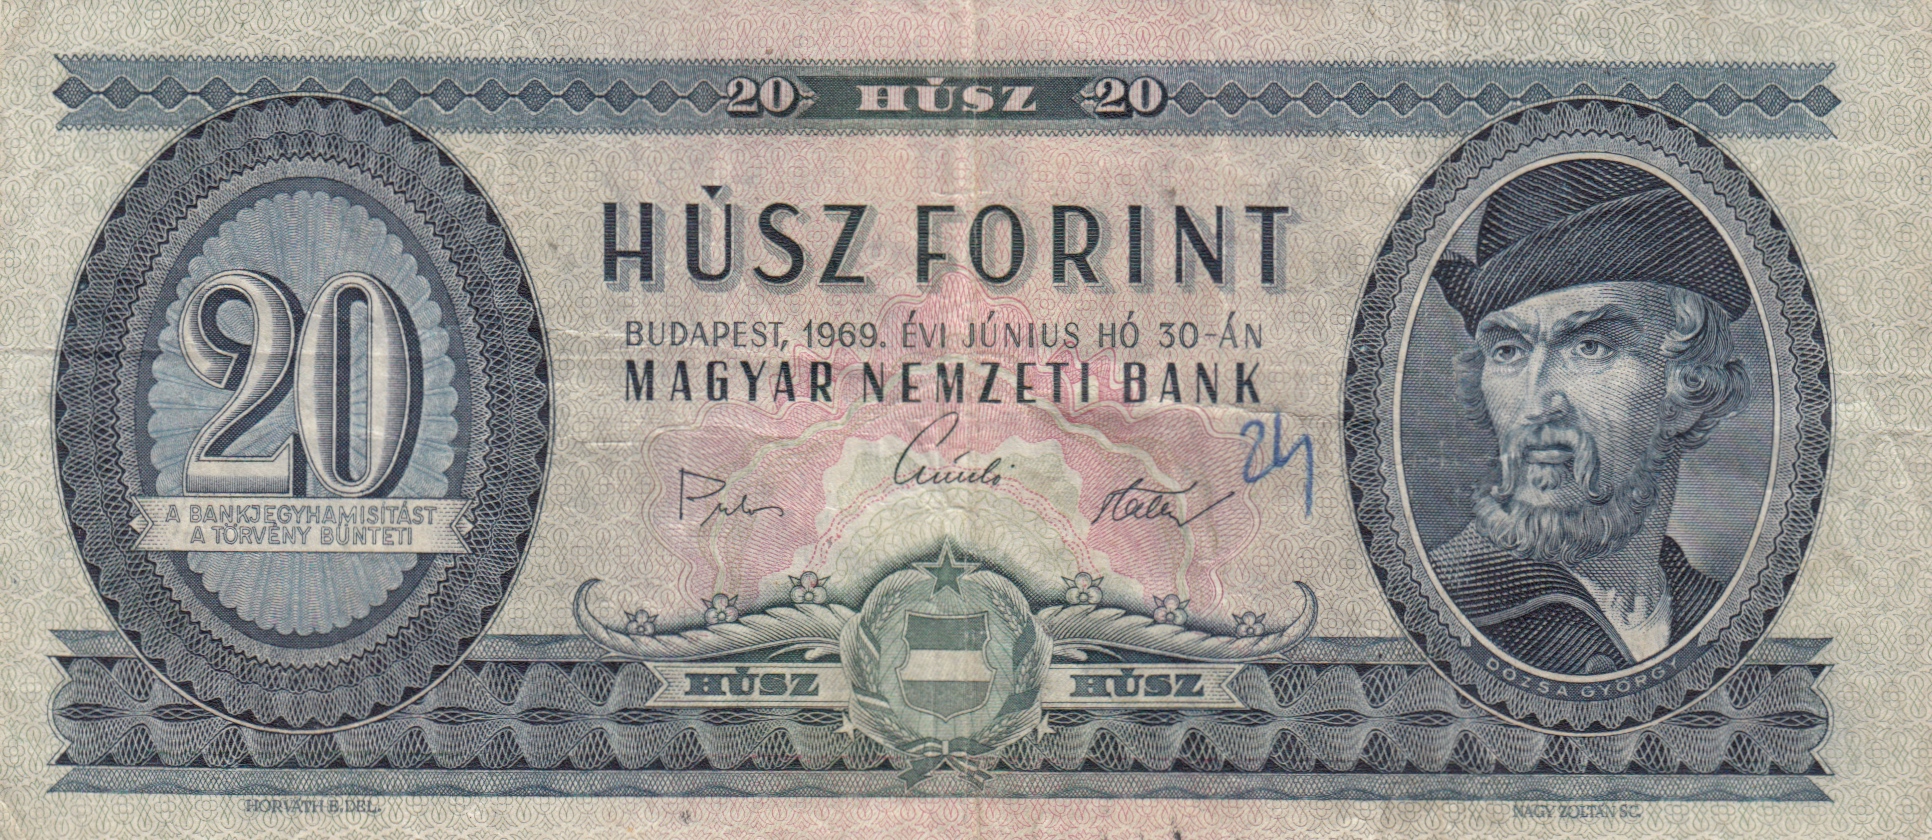 20 HÚSZ 20
HÚSZ FORINT
BUDAPEST, 1969. ÉVI JÚNIUS HÓ 30-ÁN
MAGYAR NEMZETI BANK
20
A BANKJEGYHAMISÍTÁST
A TÖRVÉNY BÜNTETI
HÚSZ HÚSZ
DÓZSA GYÖRGY
HORVÁTH E. DEL.
NAGY ZOLTÁN SC.